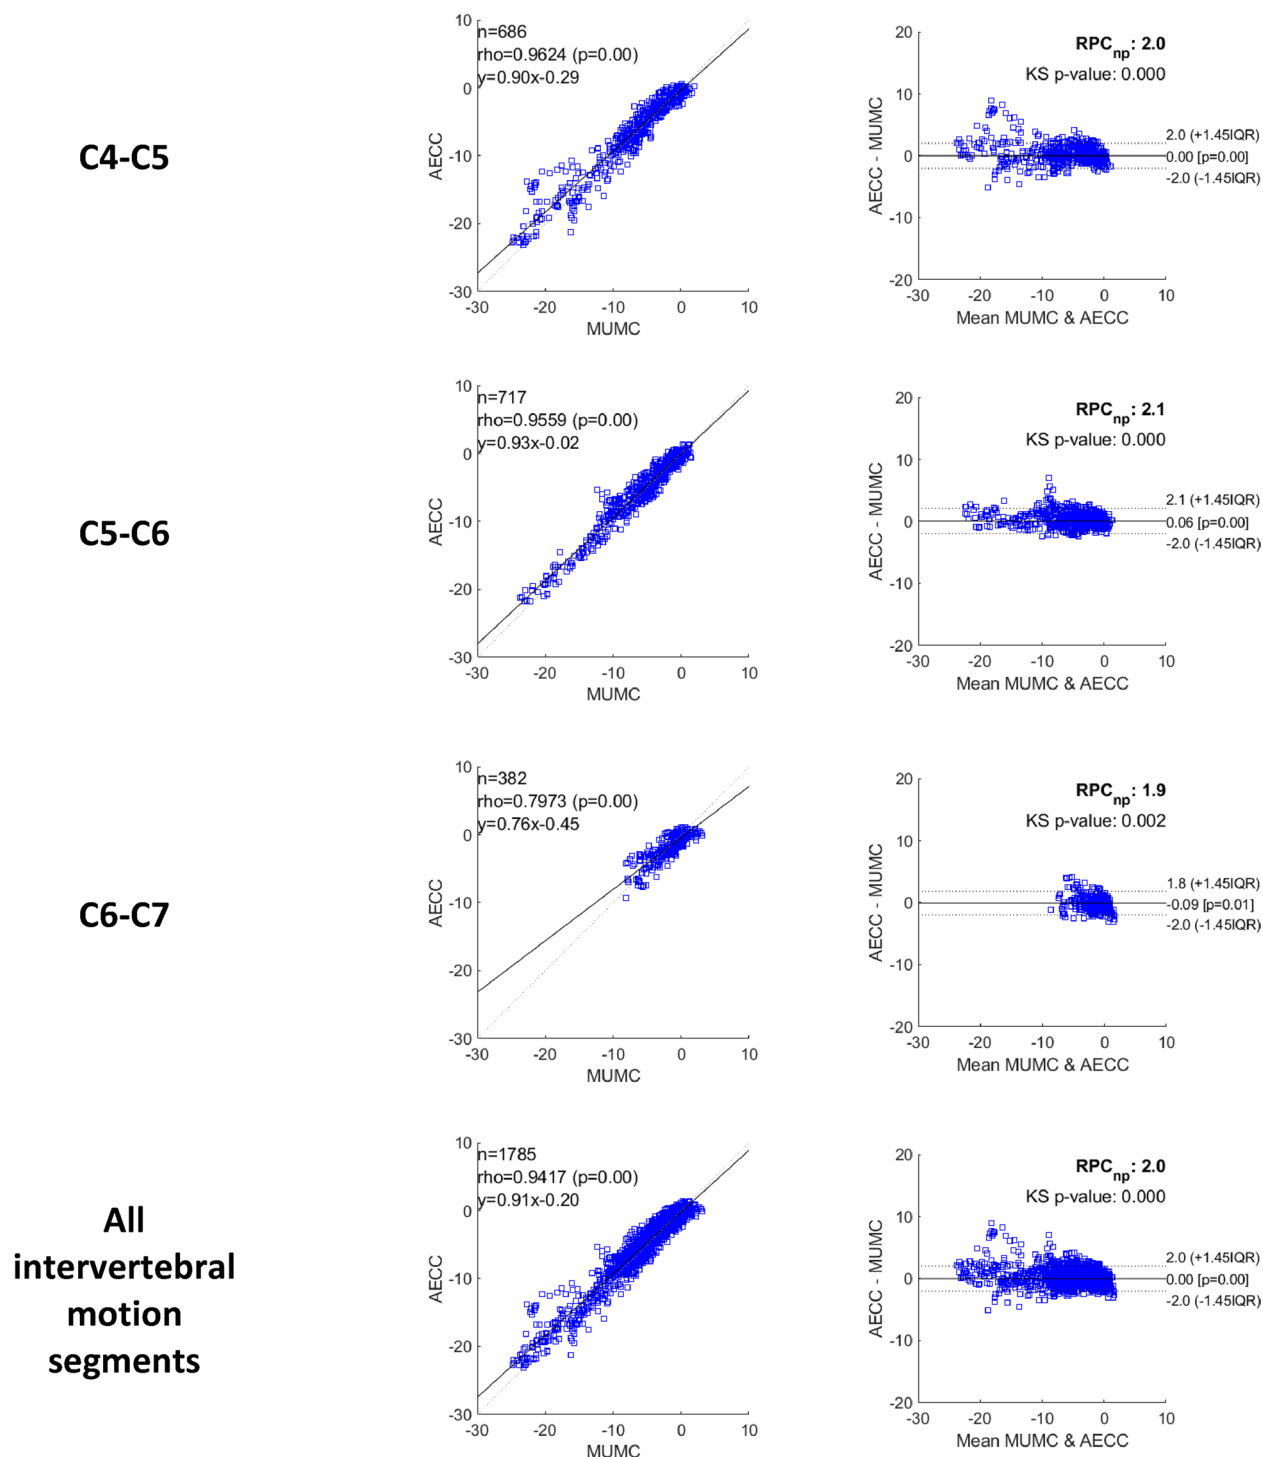 C4-C5
10
0
-10
-20
-30
AECC
n=686
rho=0.9624 (p=0.00)
y=0.90x-0.29
-30 -20 -10 0 10
MUMC
20
10
0
-10
-20
AECC - MUMC
RPCnp: 2.0
KS p-value: 0.000
2.0 (+1.45IQR)
0.00 [p=0.00]
-2.0 (-1.45IQR)
-30 -20 -10 0 10
Mean MUMC & AECC
C5-C6
10
0
-10
-20
-30
AECC
n=717
rho=0.9559 (p=0.00)
y=0.93x-0.02
-30 -20 -10 0 10
MUMC
20
10
0
-10
-20
AECC - MUMC
RPCnp: 2.1
KS p-value: 0.000
2.1 (+1.45IQR)
0.06 [p=0.00]
-2.0 (-1.45IQR)
-30 -20 -10 0 10
Mean MUMC & AECC
C6-C7
10
0
-10
-20
-30
AECC
n=382
rho=0.7973 (p=0.00)
y=0.76x-0.45
-30 -20 -10 0 10
MUMC
20
10
0
-10
-20
AECC - MUMC
RPCnp: 1.9
KS p-value: 0.002
1.8 (+1.45IQR)
-0.09 [p=0.01]
-2.0 (-1.45IQR)
-30 -20 -10 0 10
Mean MUMC & AECC
All
intervertebral
motion
segments
10
0
-10
-20
-30
AECC
n=1785
rho=0.9417 (p=0.00)
y=0.91x-0.20
-30 -20 -10 0 10
MUMC
20
10
0
-10
-20
AECC - MUMC
RPCnp: 2.0
KS p-value: 0.000
2.0 (+1.45IQR)
0.00 [p=0.00]
-2.0 (-1.45IQR)
-30 -20 -10 0 10
Mean MUMC & AECC